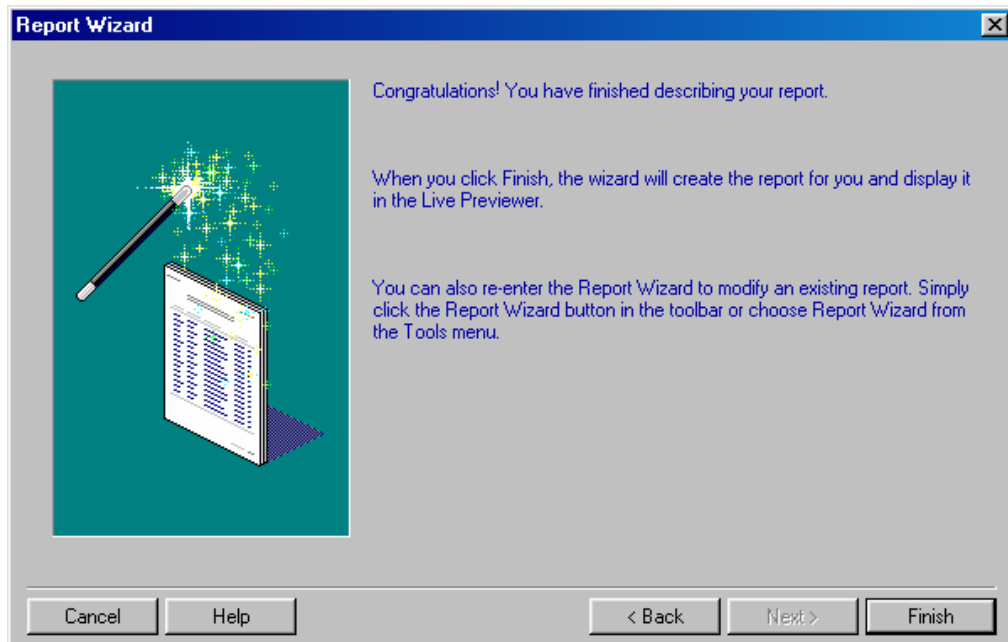 Report Wizard
Congratulations! You have finished describing your report.
When you click Finish, the wizard will create the report for you and display it
in the Live Previewer.
You can also re-enter the Report Wizard to modify an existing report. Simply
click the Report Wizard button in the toolbar or choose Report Wizard from
the Tools menu.
Cancel Help < Back Next > Finish